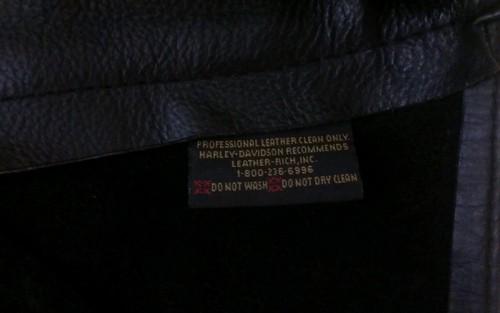 PROFESSIONAL LEATHER CLEAN ONLY.
HARLEY-DAVIDSON RECOMMENDS
LEATHER-RICH, INC.
1-800-236-6996
DO NOT WASH DO NOT DRY CLEAN